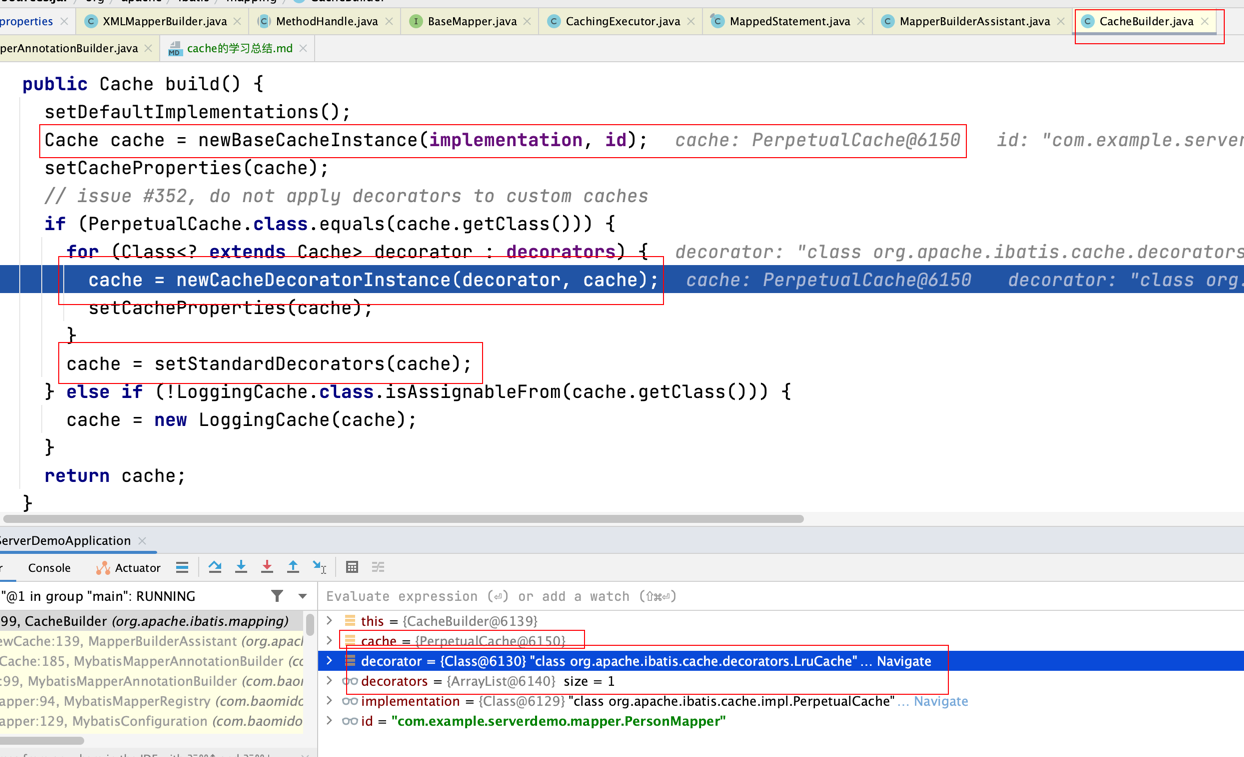 properties XMLMapperBuilder.java MethodHandle.java BaseMapper.java CachingExecutor.java MappedStatement.java MapperBuilderAssistant.java CacheBuilder.java
perAnnotationBuilder.java cache的学习总结.md
public Cache build() {
setDefaultImplementations();
Cache cache = newBaseCacheInstance(implementation, id); cache: PerpetualCache@6150 id: "com.example.server
setCacheProperties(cache);
// issue #352, do not apply decorators to custom caches
if (PerpetualCache.class.equals(cache.getClass())) {
for (Class<? extends Cache> decorator : decorators) { decorator: "class org.apache.ibatis.cache.decorators
cache = newCacheDecoratorInstance(decorator, cache); cache: PerpetualCache@6150 decorator: "class org.
setCacheProperties(cache);
}
cache = setStandardDecorators(cache);
} else if (!LoggingCache.class.isAssignableFrom(cache.getClass())) {
cache = new LoggingCache(cache);
}
return cache;
}
ServerDemoApplication
r Console Actuator
"@1 in group "main": RUNNING
Evaluate expression (⏎) or add a watch (⇧⌘⏎)
99, CacheBuilder (org.apache.ibatis.mapping)
ewCache:139, MapperBuilderAssistant (org.apac
Cache:185, MybatisMapperAnnotationBuilder (co
:99, MybatisMapperAnnotationBuilder (com.baor
apper:94, MybatisMapperRegistry (com.baomido
apper:129, MybatisConfiguration (com.baomido
this = {CacheBuilder@6139}
cache = {PerpetualCache@6150}
decorator = {Class@6130} "class org.apache.ibatis.cache.decorators.LruCache"... Navigate
decorators = {ArrayList@6140} size = 1
implementation = {Class@6129} "class org.apache.ibatis.cache.impl.PerpetualCache"... Navigate
id = "com.example.serverdemo.mapper.PersonMapper"